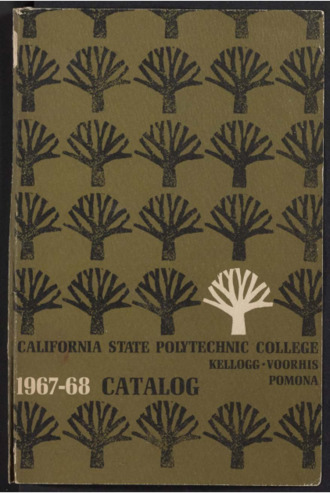 CALIFORNIA STATE POLYTECHNIC COLLEGE
KELLOGG·VOORHIS
POMONA
1967-68 CATALOG